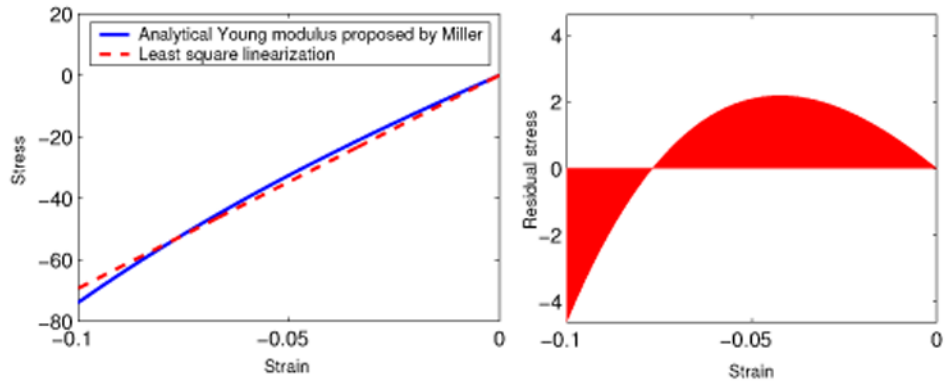 20
0
−20
−40
−60
−80
−0.1
−0.05
0
Stress
Strain
Analytical Young modulus proposed by Miller
Least square linearization
4
2
0
−2
−4
−0.1
−0.05
0
Residual stress
Strain